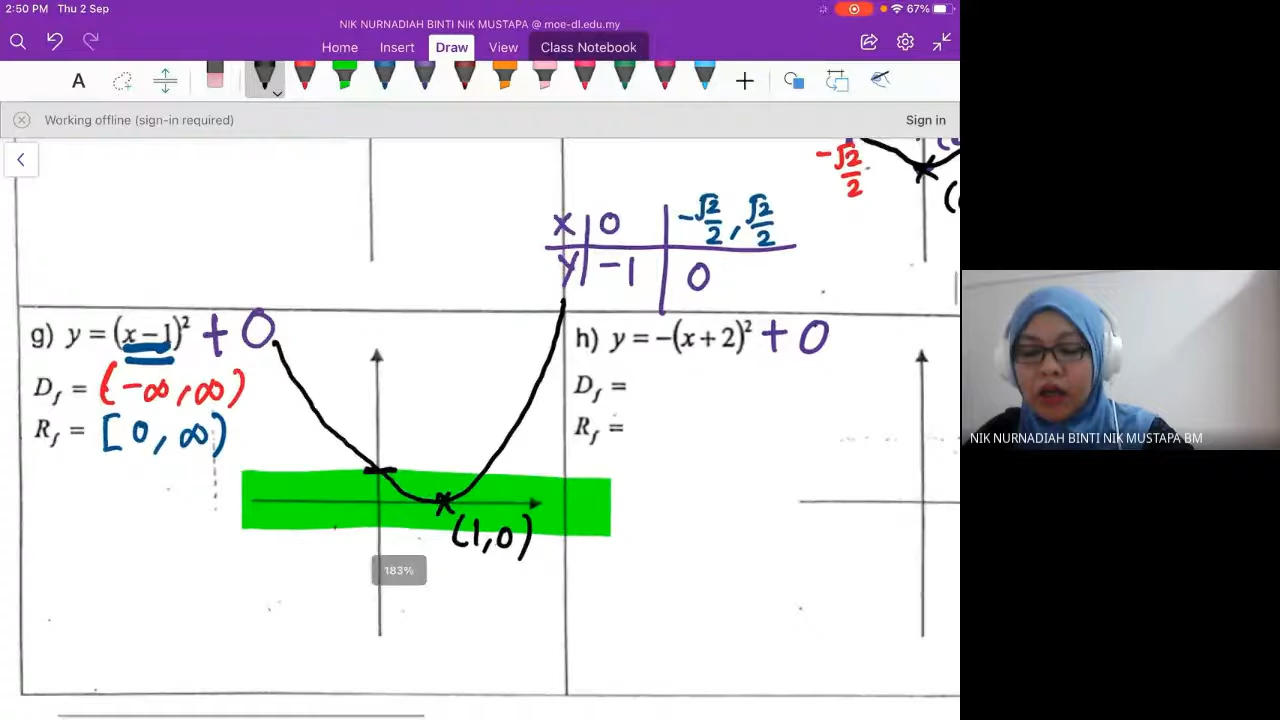 2:50 PM Thu 2 Sep
67%
NIK NURNADIAH BINTI NIK MUSTAPA @ moe-dl.edu.my
Home Insert Draw View Class Notebook
A
Working offline (sign-in required) Sign in
-√2/2
x | 0 | -√2/2, √2/2
y | -1 | 0
g) y = (x-1)² + 0
D_f = (-∞, ∞)
R_f = [0, ∞)
(1, 0)
183%
h) y = -(x+2)² + 0
D_f =
R_f =
NIK NURNADIAH BINTI NIK MUSTAPA BM